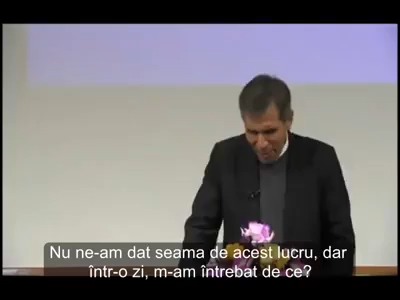 Nu ne-am dat seama de acest lucru, dar
într-o zi, m-am întrebat de ce?